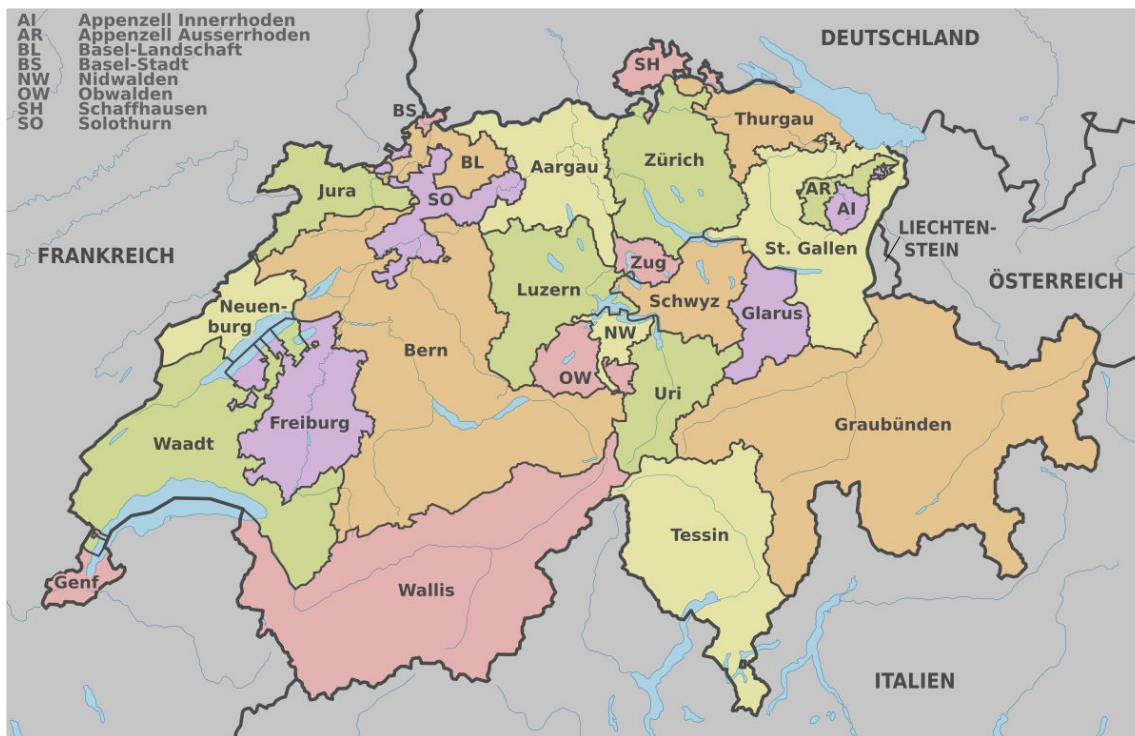 AI Appenzell Innerrhoden
AR Appenzell Ausserrhoden
BL Basel-Landschaft
BS Basel-Stadt
NW Nidwalden
OW Obwalden
SH Schaffhausen
SO Solothurn
DEUTSCHLAND
SH
BS
Thurgau
Zürich
BL
Aargau
Jura
SO
AR
AI
LIECHTEN-
STEIN
FRANKREICH
St. Gallen
Zug
ÖSTERREICH
Luzern
Schwyz
Neuen-
burg
Glarus
NW
Bern
OW
Uri
Freiburg
Graubünden
Waadt
Tessin
Genf
Wallis
ITALIEN